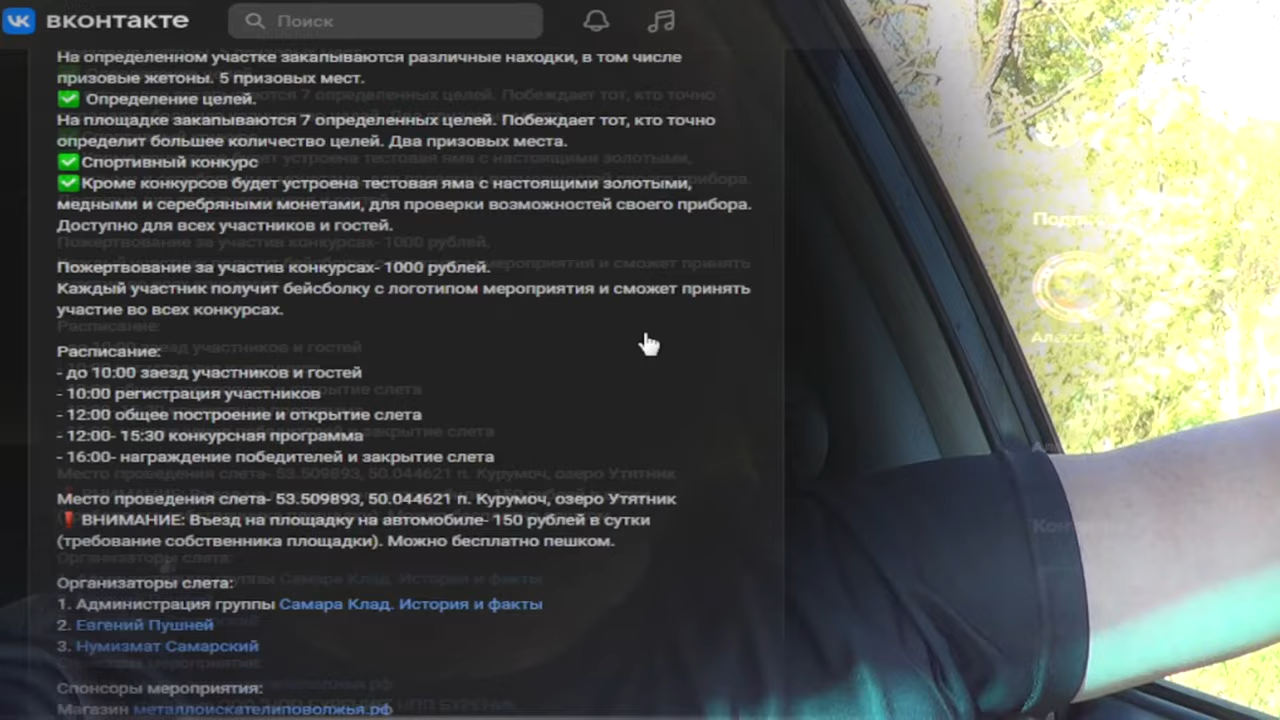 вконтакте
Поиск
На определенном участке закапываются различные находки, в том числе
призовые жетоны. 5 призовых мест.
✅ Определение целей.
На площадке закапываются 7 определенных целей. Побеждает тот, кто точно
определит большее количество целей. Два призовых места.
✅Спортивный конкурс
✅Кроме конкурсов будет устроена тестовая яма с настоящими золотыми,
медными и серебряными монетами, для проверки возможностей своего прибора.
Доступно для всех участников и гостей.
Пожертвование за участив конкурсах- 1000 рублей.
Каждый участник получит бейсболку с логотипом мероприятия и сможет принять
участие во всех конкурсах.
Расписание:
- до 10:00 заезд участников и гостей
- 10:00 регистрация участников
- 12:00 общее построение и открытие слета
- 12:00- 15:30 конкурсная программа
- 16:00- награждение победителей и закрытие слета
Место проведения слета- 53.509893, 50.044621 п. Курумоч, озеро Утятник
❗ВНИМАНИЕ: Въезд на площадку на автомобиле- 150 рублей в сутки
(требование собственника площадки). Можно бесплатно пешком.
Организаторы слета:
1. Администрация группы Самара Клад. История и факты
2. Евгений Пушней
3. Нумизмат Самарский
Спонсоры мероприятия:
Магазин металлоискателиповолжья.рф